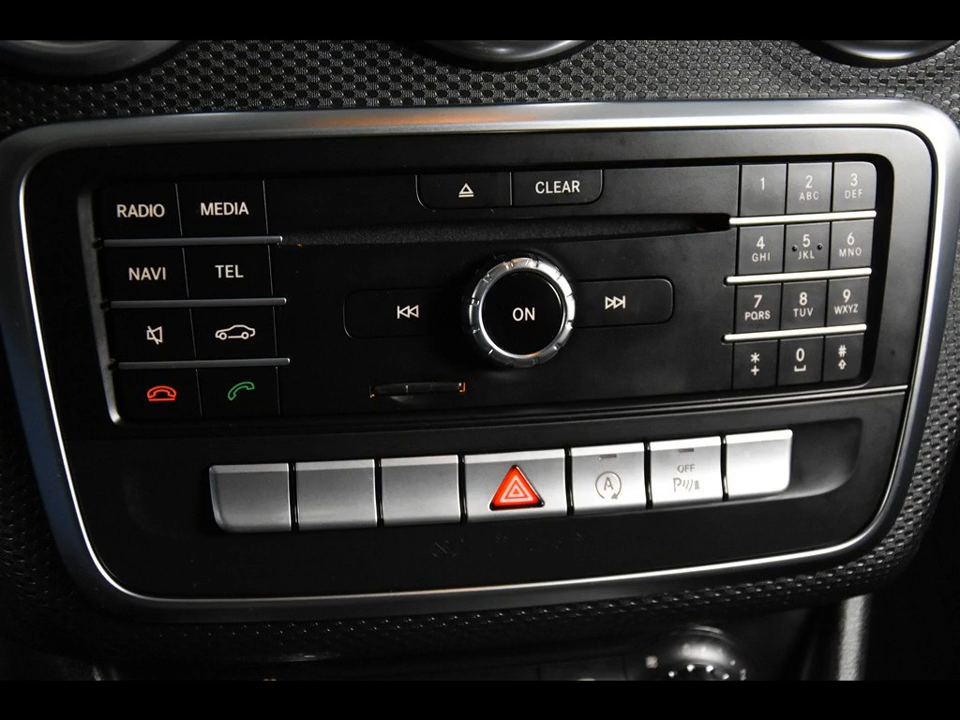 CLEAR
RADIO MEDIA
NAVI TEL
ON
1 2 ABC 3 DEF
4 GHI 5 JKL 6 MNO
7 PQRS 8 TUV 9 WXYZ
* + 0 #
A
OFF
P